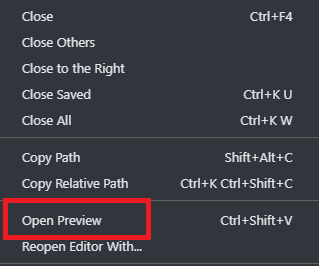 Close Ctrl+F4
Close Others
Close to the Right
Close Saved Ctrl+K U
Close All Ctrl+K W
Copy Path Shift+Alt+C
Copy Relative Path Ctrl+K Ctrl+Shift+C
Open Preview Ctrl+Shift+V
Reopen Editor With...